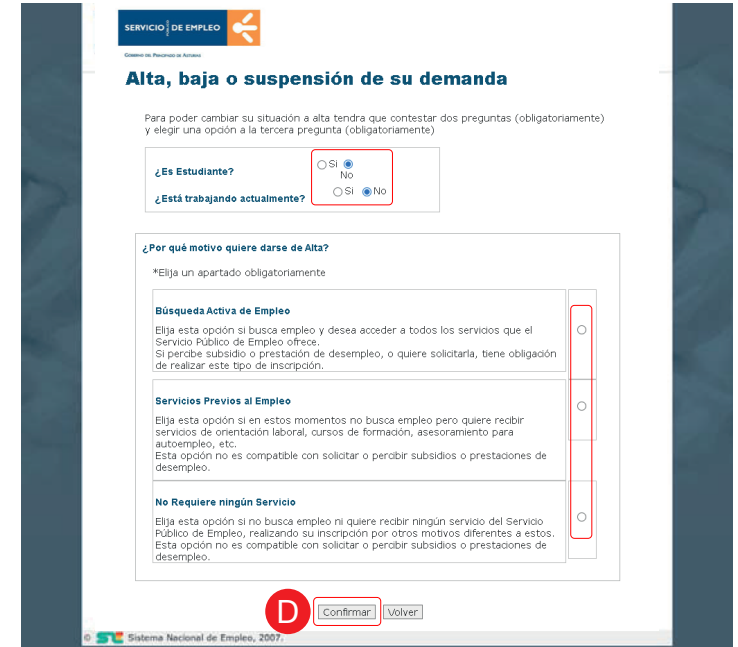 SERVICIO DE EMPLEO
GOBIERNO DEL PRINCIPADO DE ASTURIAS
Alta, baja o suspensión de su demanda
Para poder cambiar su situación a alta tendra que contestar dos preguntas (obligatoriamente)
y elegir una opción a la tercera pregunta (obligatoriamente)
¿Es Estudiante? Si No
¿Está trabajando actualmente? Si No
¿Por qué motivo quiere darse de Alta?
*Elija un apartado obligatoriamente
Búsqueda Activa de Empleo
Elija esta opción si busca empleo y desea acceder a todos los servicios que el
Servicio Público de Empleo ofrece.
Si percibe subsidio o prestación de desempleo, o quiere solicitarla, tiene obligación
de realizar este tipo de inscripción.
Servicios Previos al Empleo
Elija esta opción si en estos momentos no busca empleo pero quiere recibir
servicios de orientación laboral, cursos de formación, asesoramiento para
autoempleo, etc.
Esta opción no es compatible con solicitar o percibir subsidios o prestaciones de
desempleo.
No Requiere ningún Servicio
Elija esta opción si no busca empleo ni quiere recibir ningún servicio del Servicio
Público de Empleo, realizando su inscripción por otros motivos diferentes a estos.
Esta opción no es compatible con solicitar o percibir subsidios o prestaciones de
desempleo.
D Confirmar Volver
© Sistema Nacional de Empleo, 2007.